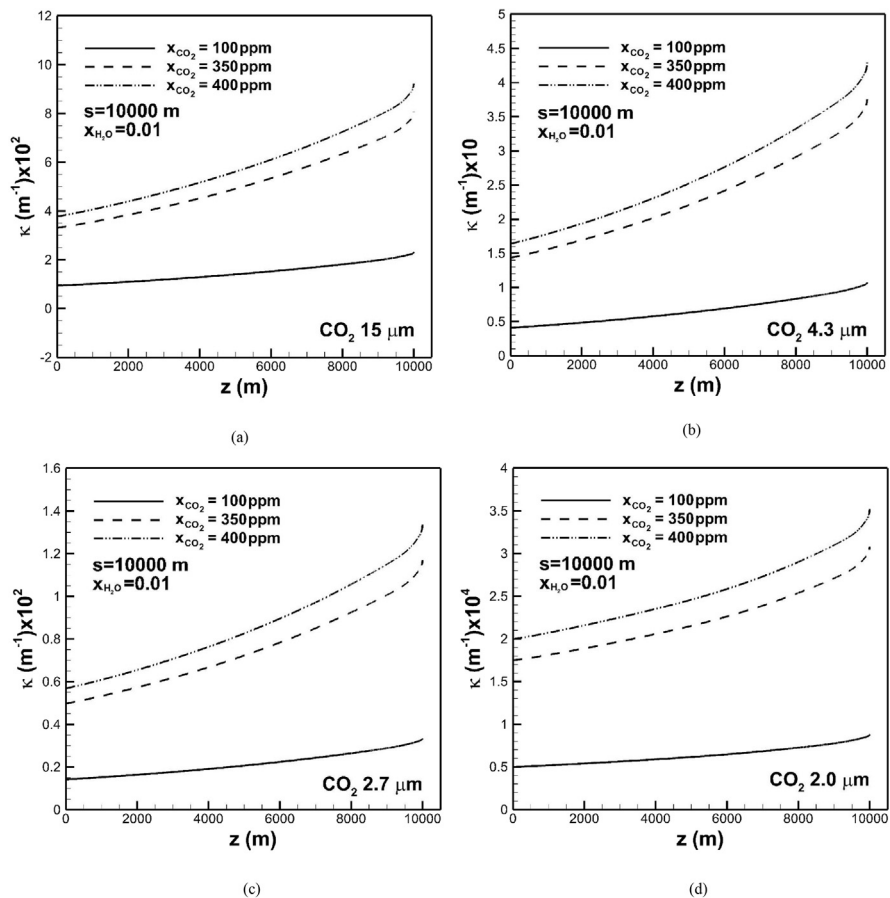 12
10
8
6
4
2
0
-2
κ (m⁻¹)x10²
x_CO₂ = 100ppm
x_CO₂ = 350ppm
x_CO₂ = 400ppm
s=10000 m
x_H₂O=0.01
CO₂ 15 μm
0 2000 4000 6000 8000 10000
z (m)
(a)
5
4.5
4
3.5
3
2.5
2
1.5
1
0.5
0
κ (m⁻¹)x10
x_CO₂ = 100ppm
x_CO₂ = 350ppm
x_CO₂ = 400ppm
s=10000 m
x_H₂O=0.01
CO₂ 4.3 μm
0 2000 4000 6000 8000 10000
z (m)
(b)
1.6
1.4
1.2
1
0.8
0.6
0.4
0.2
0
κ (m⁻¹)x10²
x_CO₂ = 100ppm
x_CO₂ = 350ppm
x_CO₂ = 400ppm
s=10000 m
x_H₂O=0.01
CO₂ 2.7 μm
0 2000 4000 6000 8000 10000
z (m)
(c)
4
3.5
3
2.5
2
1.5
1
0.5
0
κ (m⁻¹)x10⁴
x_CO₂ = 100ppm
x_CO₂ = 350ppm
x_CO₂ = 400ppm
s=10000 m
x_H₂O=0.01
CO₂ 2.0 μm
0 2000 4000 6000 8000 10000
z (m)
(d)